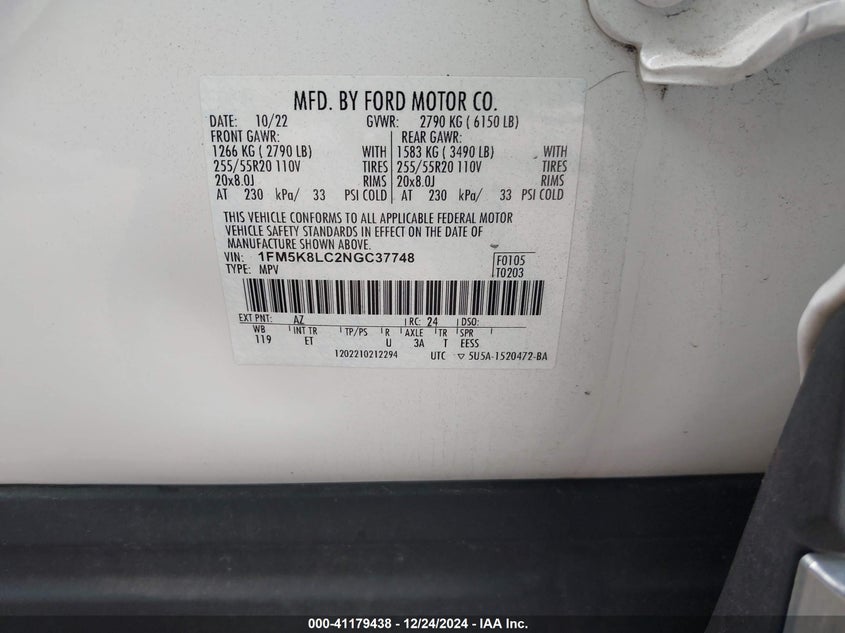 MFD. BY FORD MOTOR CO.
DATE: 10/22 GVWR: 2790 KG ( 6150 LB)
FRONT GAWR: REAR GAWR:
1266 KG ( 2790 LB) WITH 1583 KG ( 3490 LB) WITH
255/55R20 110V TIRES 255/55R20 110V TIRES
20x8.0J RIMS 20x8.0J RIMS
AT 230 kPa/ 33 PSI COLD AT 230 kPa/ 33 PSI COLD
THIS VEHICLE CONFORMS TO ALL APPLICABLE FEDERAL MOTOR
VEHICLE SAFETY STANDARDS IN EFFECT ON THE DATE OF
MANUFACTURE SHOWN ABOVE.
VIN: 1FM5K8LC2NGC37748 F0105
TYPE: MPV T0203
EXT PNT: AZ RC: 24 DSO:
WB INT TR TP/PS R AXLE TR SPR
119 ET U 3A T EESS
1202210212294 UTC ▽ 5U5A-1520472-BA
000-41179438 - 12/24/2024 - IAA Inc.